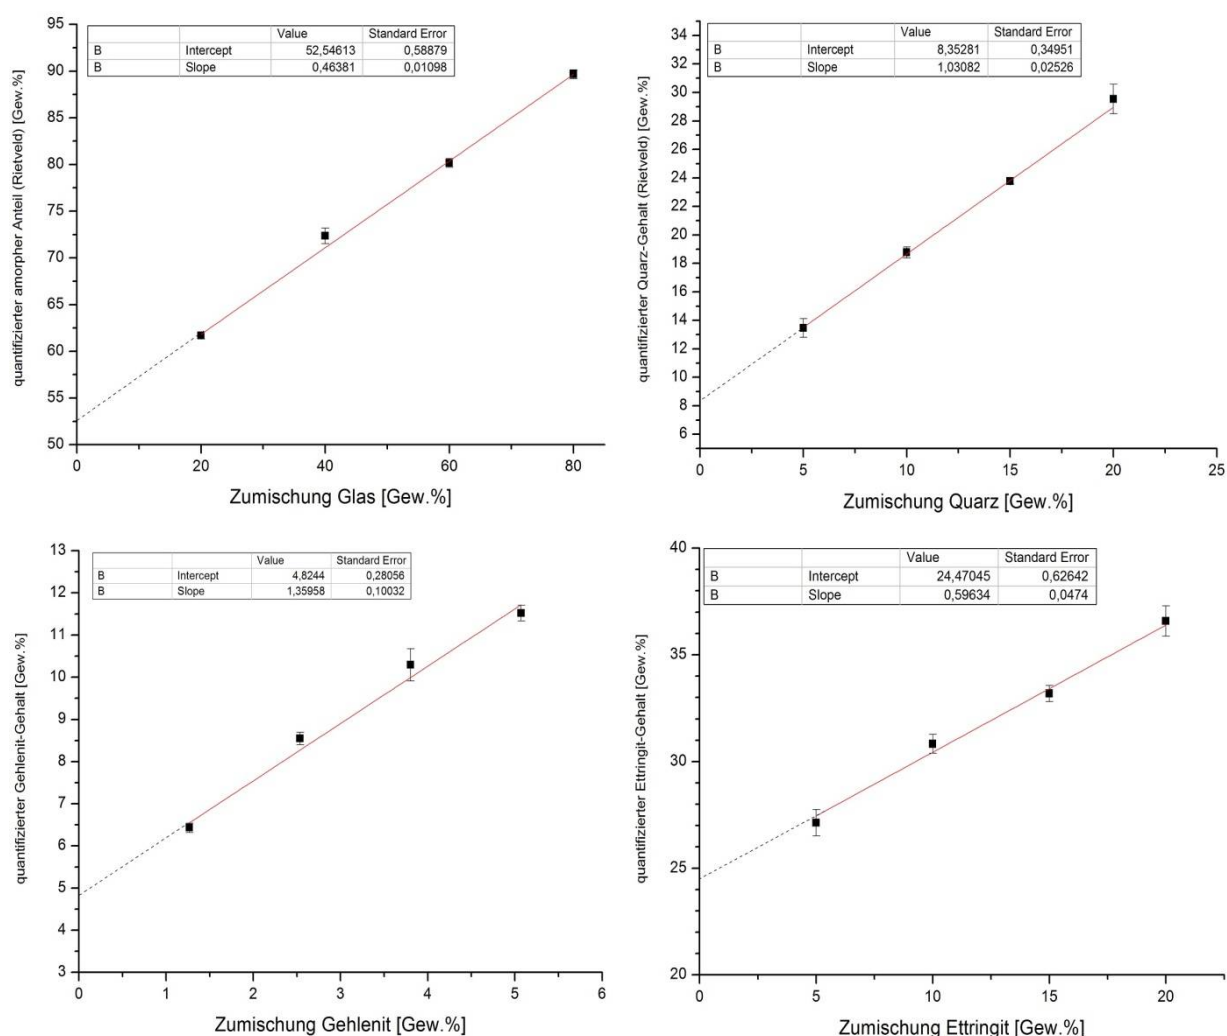 Value Standard Error
B Intercept 52,54613 0,58879
B Slope 0,46381 0,01098
95
90
85
80
75
70
65
60
55
50
quantifizierter amorpher Anteil (Rietveld) [Gew.%]
0 20 40 60 80
Zumischung Glas [Gew.%]
Value Standard Error
B Intercept 8,35281 0,34951
B Slope 1,03082 0,02526
34
32
30
28
26
24
22
20
18
16
14
12
10
8
6
quantifizierter Quarz-Gehalt (Rietveld) [Gew.%]
0 5 10 15 20 25
Zumischung Quarz [Gew.%]
Value Standard Error
B Intercept 4,8244 0,28056
B Slope 1,35958 0,10032
13
12
11
10
9
8
7
6
5
4
3
quantifizierter Gehlenit-Gehalt [Gew.%]
0 1 2 3 4 5 6
Zumischung Gehlenit [Gew.%]
Value Standard Error
B Intercept 24,47045 0,62642
B Slope 0,59634 0,0474
40
35
30
25
20
quantifizierter Ettringit-Gehalt [Gew.%]
0 5 10 15 20
Zumischung Ettringit [Gew.%]